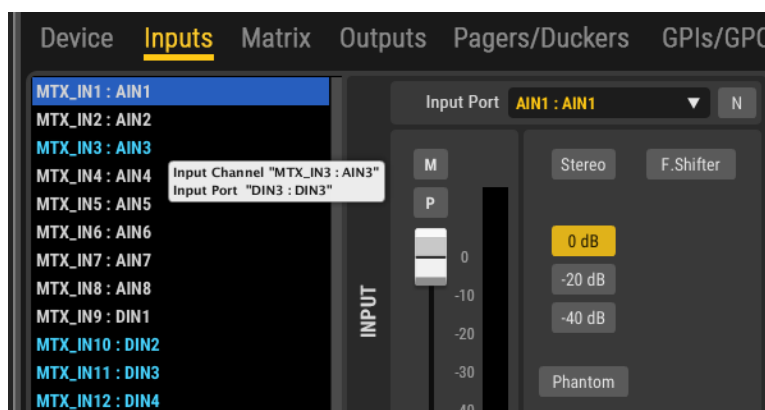 Device Inputs Matrix Outputs Pagers/Duckers GPIs/GPO
MTX_IN1 : AIN1
MTX_IN2 : AIN2
MTX_IN3 : AIN3
MTX_IN4 : AIN4
MTX_IN5 : AIN5
MTX_IN6 : AIN6
MTX_IN7 : AIN7
MTX_IN8 : AIN8
MTX_IN9 : DIN1
MTX_IN10 : DIN2
MTX_IN11 : DIN3
MTX_IN12 : DIN4
Input Channel "MTX_IN3 : AIN3"
Input Port "DIN3 : DIN3"
INPUT
Input Port AIN1 : AIN1 N
M
P
0
-10
-20
-30
-40
Stereo F.Shifter
0 dB
-20 dB
-40 dB
Phantom